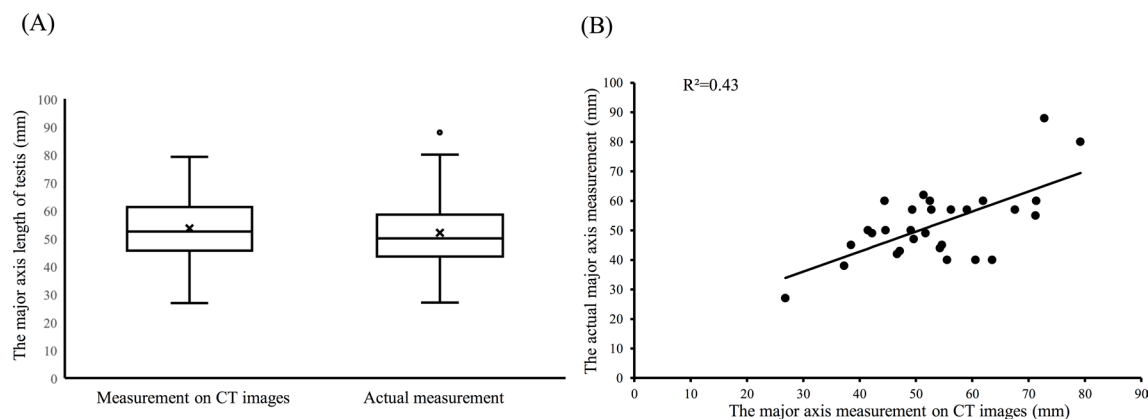 (A)
The major axis length of testis (mm)
100
90
80
70
60
50
40
30
20
10
0
Measurement on CT images
Actual measurement
(B)
R²=0.43
The actual major axis measurement (mm)
100
90
80
70
60
50
40
30
20
10
0
0 10 20 30 40 50 60 70 80 90
The major axis measurement on CT images (mm)